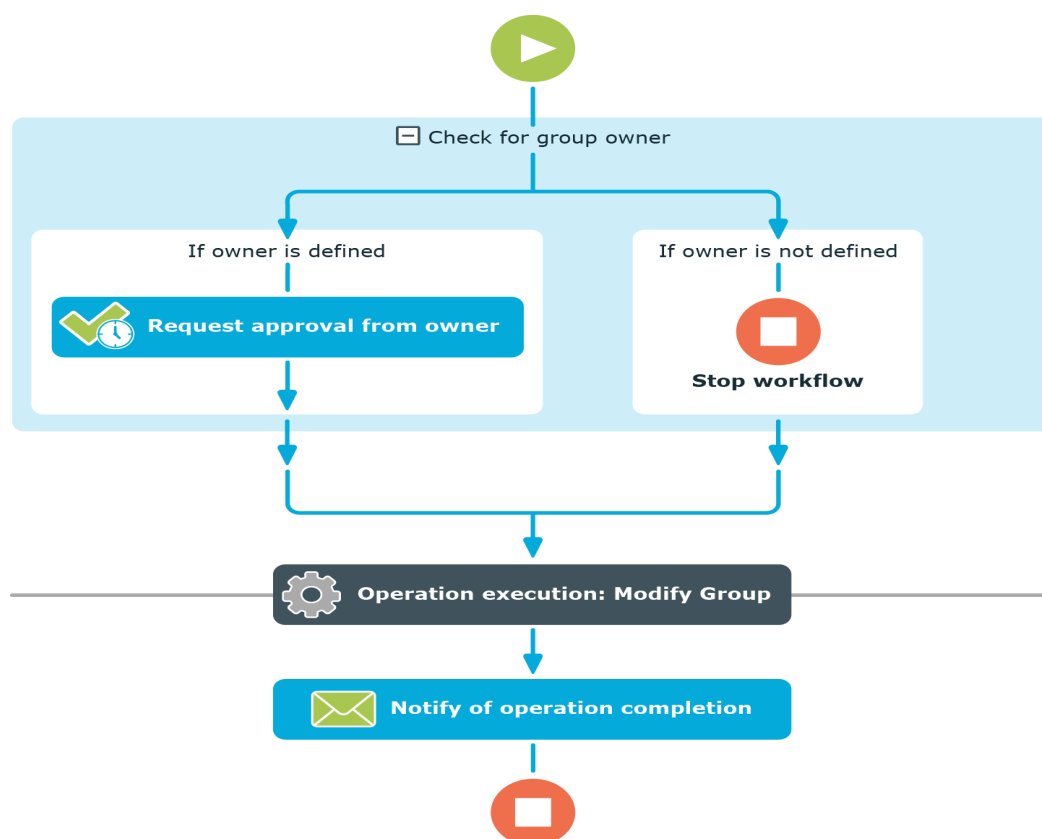 Check for group owner
If owner is defined
If owner is not defined
Request approval from owner
Stop workflow
Operation execution: Modify Group
Notify of operation completion